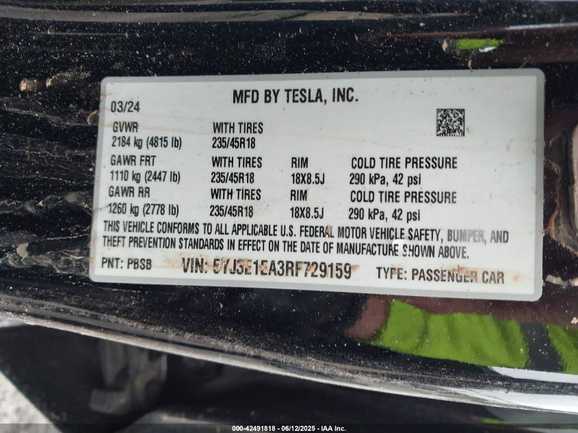 MFD BY TESLA, INC.
03/24
GVWR WITH TIRES
2184 kg (4815 lb) 235/45R18
GAWR FRT WITH TIRES RIM COLD TIRE PRESSURE
1110 kg (2447 lb) 235/45R18 18X8.5J 290 kPa, 42 psi
GAWR RR WITH TIRES RIM COLD TIRE PRESSURE
1260 kg (2778 lb) 235/45R18 18X8.5J 290 kPa, 42 psi
THIS VEHICLE CONFORMS TO ALL APPLICABLE U.S. FEDERAL MOTOR VEHICLE SAFETY, BUMPER, AND
THEFT PREVENTION STANDARDS IN EFFECT ON THE DATE OF MANUFACTURE SHOWN ABOVE.
PNT: PBSB VIN: 5YJ3E1EA3RF729159 TYPE: PASSENGER CAR
000-42491818 - 06/12/2025 - IAA Inc.